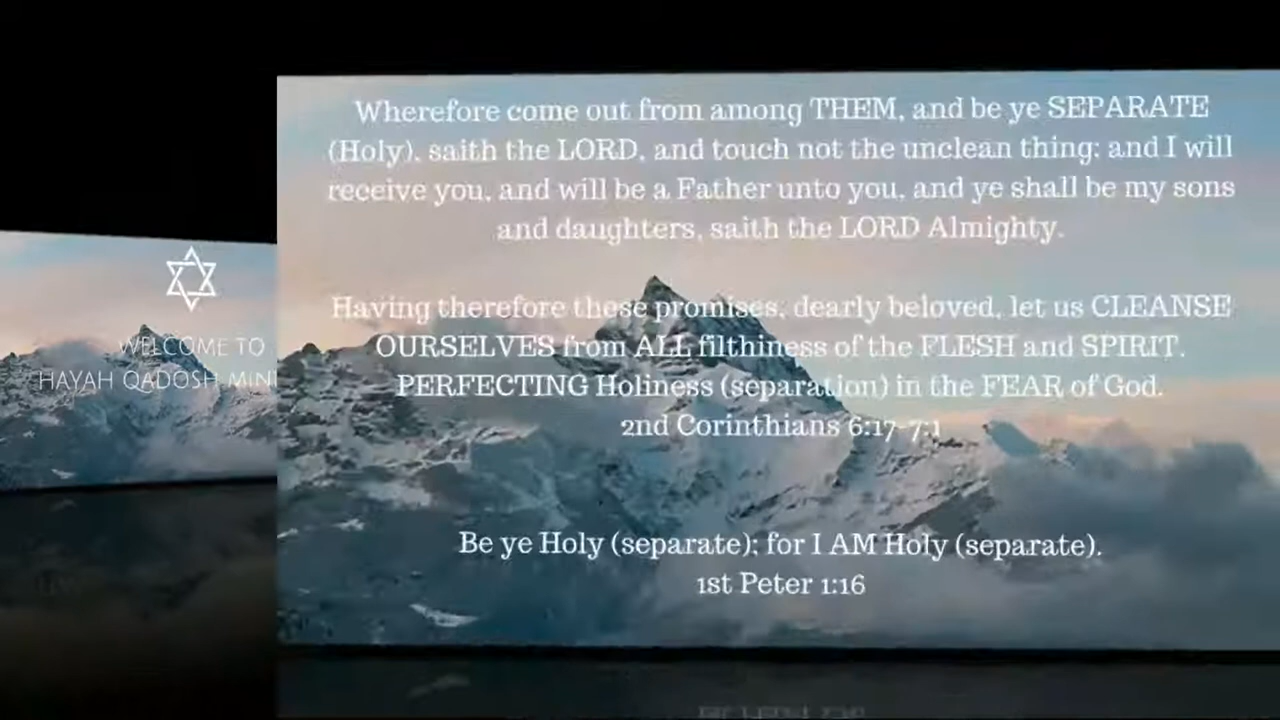 WELCOME TO
HAYAH QADOSH
Wherefore come out from among THEM, and be ye SEPARATE
(Holy), saith the LORD, and touch not the unclean thing; and I will
receive you, and will be a Father unto you, and ye shall be my sons
and daughters, saith the LORD Almighty.
Having therefore these promises, dearly beloved, let us CLEANSE
OURSELVES from ALL filthiness of the FLESH and SPIRIT,
PERFECTING Holiness (separation) in the FEAR of God.
2nd Corinthians 6:17-7:1
Be ye Holy (separate); for I AM Holy (separate).
1st Peter 1:16